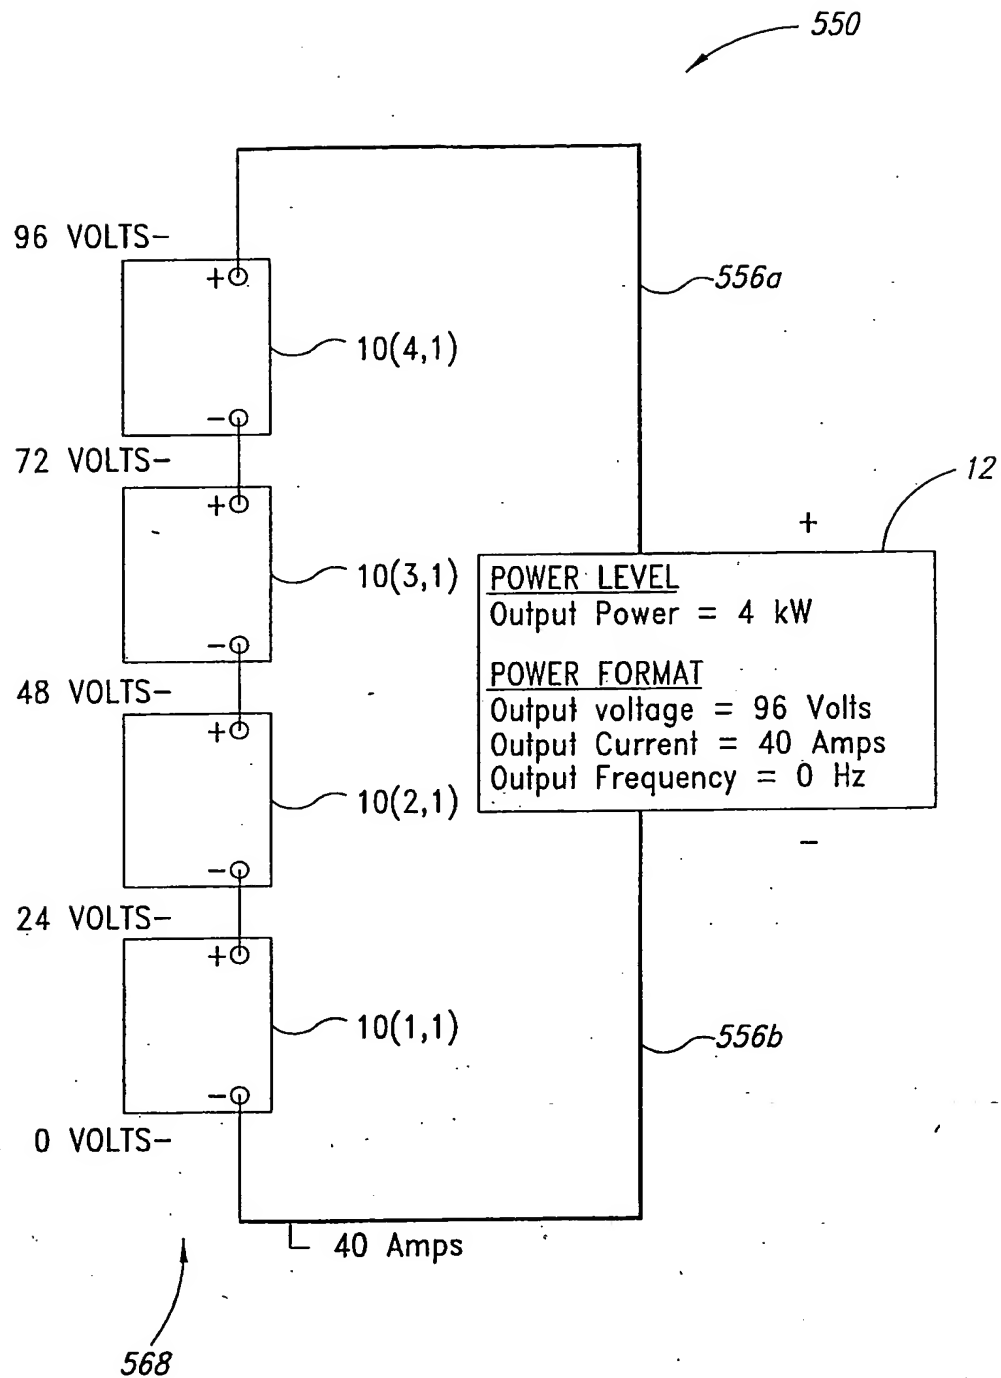 550
96 VOLTS-
+
556a
10(4,1)
-
72 VOLTS-
12
+
+
10(3,1)
POWER LEVEL
Output Power = 4 kW
-
POWER FORMAT
48 VOLTS-
Output voltage = 96 Volts
+
Output Current = 40 Amps
Output Frequency = 0 Hz
10(2,1)
-
-
24 VOLTS-
+
10(1,1)
556b
-
0 VOLTS-
40 Amps
568